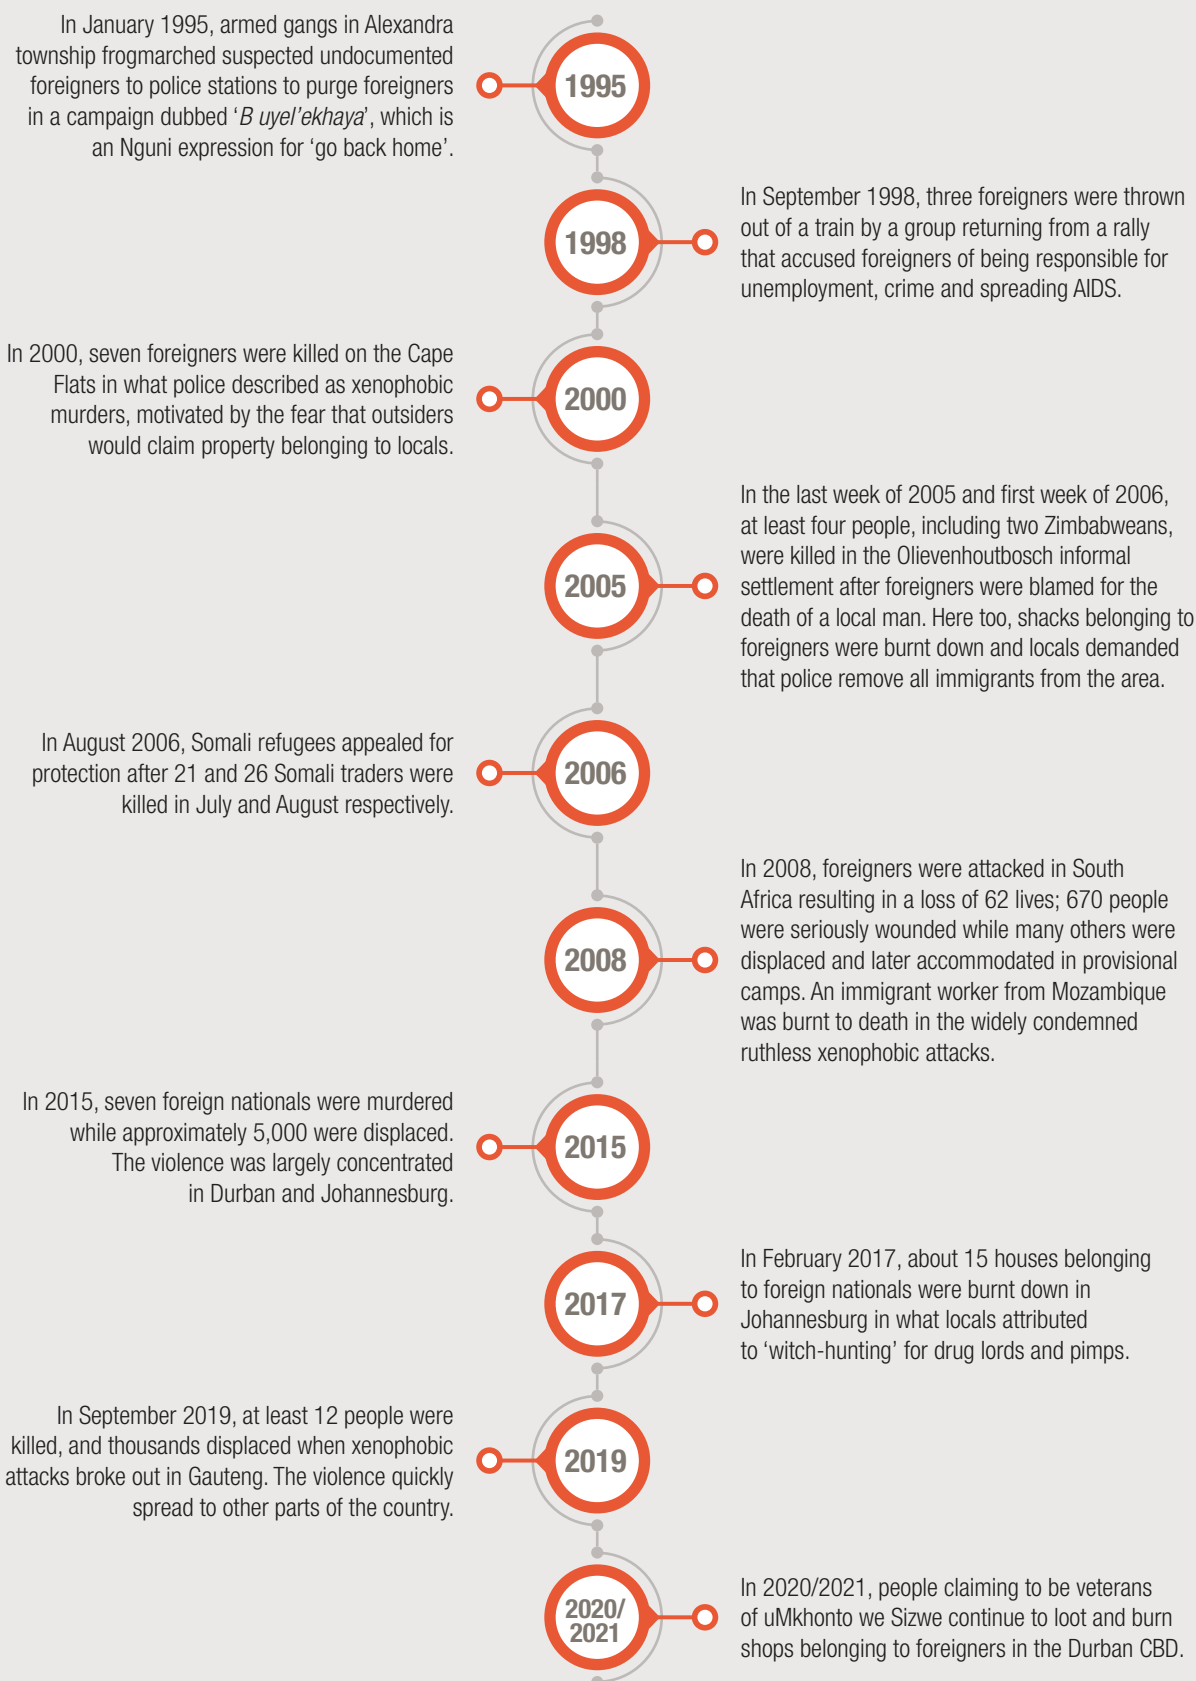 In January 1995, armed gangs in Alexandra
township frogmarched suspected undocumented
foreigners to police stations to purge foreigners
in a campaign dubbed ‘B uyel’ekhaya’, which is
an Nguni expression for ‘go back home’.
1995
1998
In September 1998, three foreigners were thrown
out of a train by a group returning from a rally
that accused foreigners of being responsible for
unemployment, crime and spreading AIDS.
In 2000, seven foreigners were killed on the Cape
Flats in what police described as xenophobic
murders, motivated by the fear that outsiders
would claim property belonging to locals.
2000
2005
In the last week of 2005 and first week of 2006,
at least four people, including two Zimbabweans,
were killed in the Olievenhoutbosch informal
settlement after foreigners were blamed for the
death of a local man. Here too, shacks belonging to
foreigners were burnt down and locals demanded
that police remove all immigrants from the area.
In August 2006, Somali refugees appealed for
protection after 21 and 26 Somali traders were
killed in July and August respectively.
2006
2008
In 2008, foreigners were attacked in South
Africa resulting in a loss of 62 lives; 670 people
were seriously wounded while many others were
displaced and later accommodated in provisional
camps. An immigrant worker from Mozambique
was burnt to death in the widely condemned
ruthless xenophobic attacks.
In 2015, seven foreign nationals were murdered
while approximately 5,000 were displaced.
The violence was largely concentrated
in Durban and Johannesburg.
2015
2017
In February 2017, about 15 houses belonging
to foreign nationals were burnt down in
Johannesburg in what locals attributed
to ‘witch-hunting’ for drug lords and pimps.
In September 2019, at least 12 people were
killed, and thousands displaced when xenophobic
attacks broke out in Gauteng. The violence quickly
spread to other parts of the country.
2019
2020/
2021
In 2020/2021, people claiming to be veterans
of uMkhonto we Sizwe continue to loot and burn
shops belonging to foreigners in the Durban CBD.